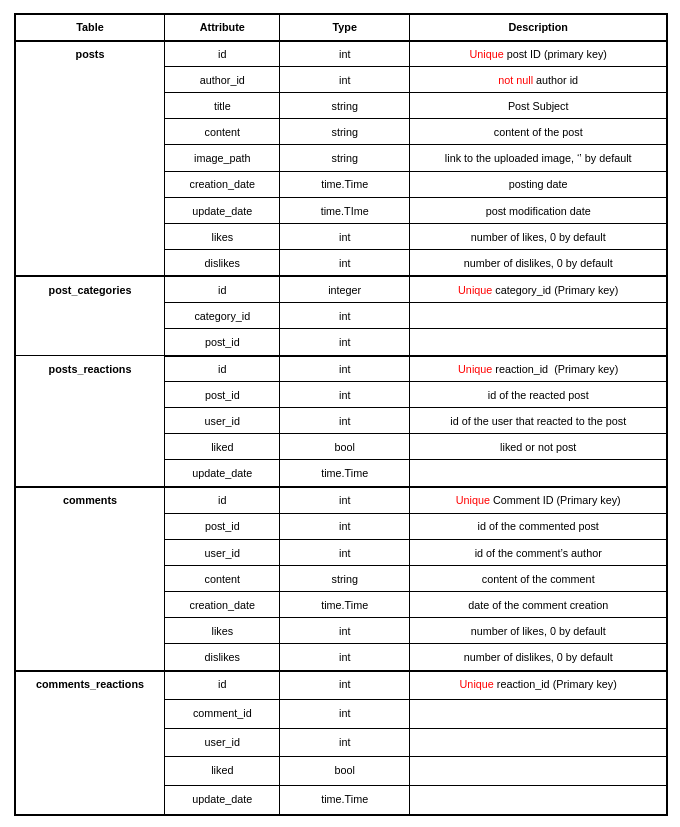 Table Attribute Type Description
posts id int Unique post ID (primary key)
author_id int not null author id
title string Post Subject
content string content of the post
image_path string link to the uploaded image, ‘’ by default
creation_date time.Time posting date
update_date time.TIme post modification date
likes int number of likes, 0 by default
dislikes int number of dislikes, 0 by default
post_categories id integer Unique category_id (Primary key)
category_id int
post_id int
posts_reactions id int Unique reaction_id  (Primary key)
post_id int id of the reacted post
user_id int id of the user that reacted to the post
liked bool liked or not post
update_date time.Time
comments id int Unique Comment ID (Primary key)
post_id int id of the commented post
user_id int id of the comment’s author
content string content of the comment
creation_date time.Time date of the comment creation
likes int number of likes, 0 by default
dislikes int number of dislikes, 0 by default
comments_reactions id int Unique reaction_id (Primary key)
comment_id int
user_id int
liked bool
update_date time.Time